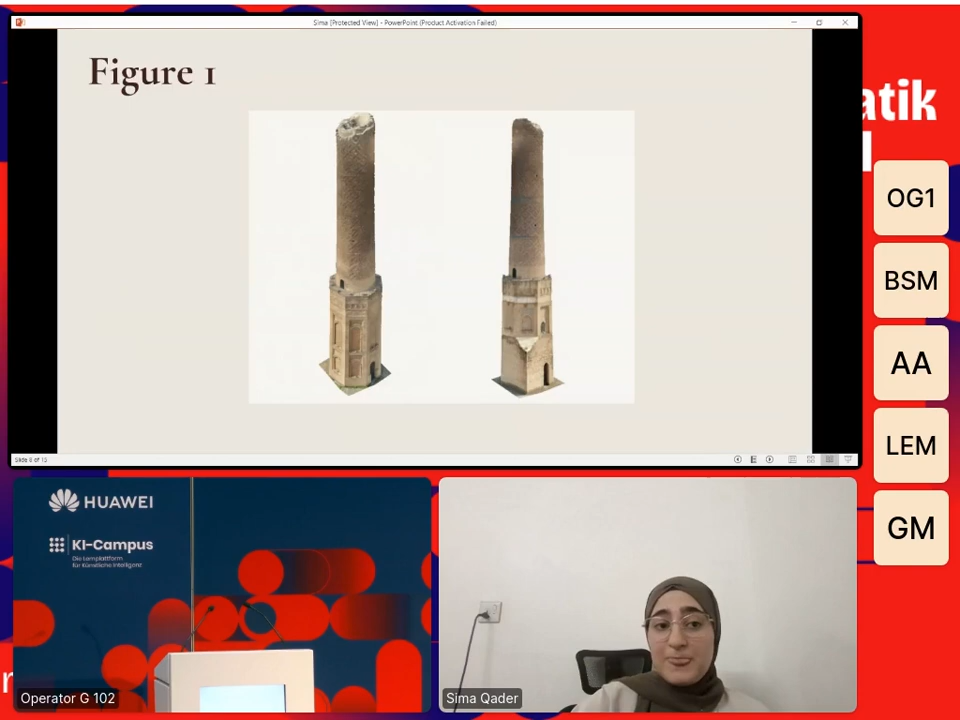 Sima [Protected View] - PowerPoint (Product Activation Failed)
Figure 1
Slide 8 of 15
atik
OG1
BSM
AA
LEM
GM
HUAWEI
KI-Campus
Die Lernplattform
für Künstliche Intelligenz
Operator G 102
Sima Qader